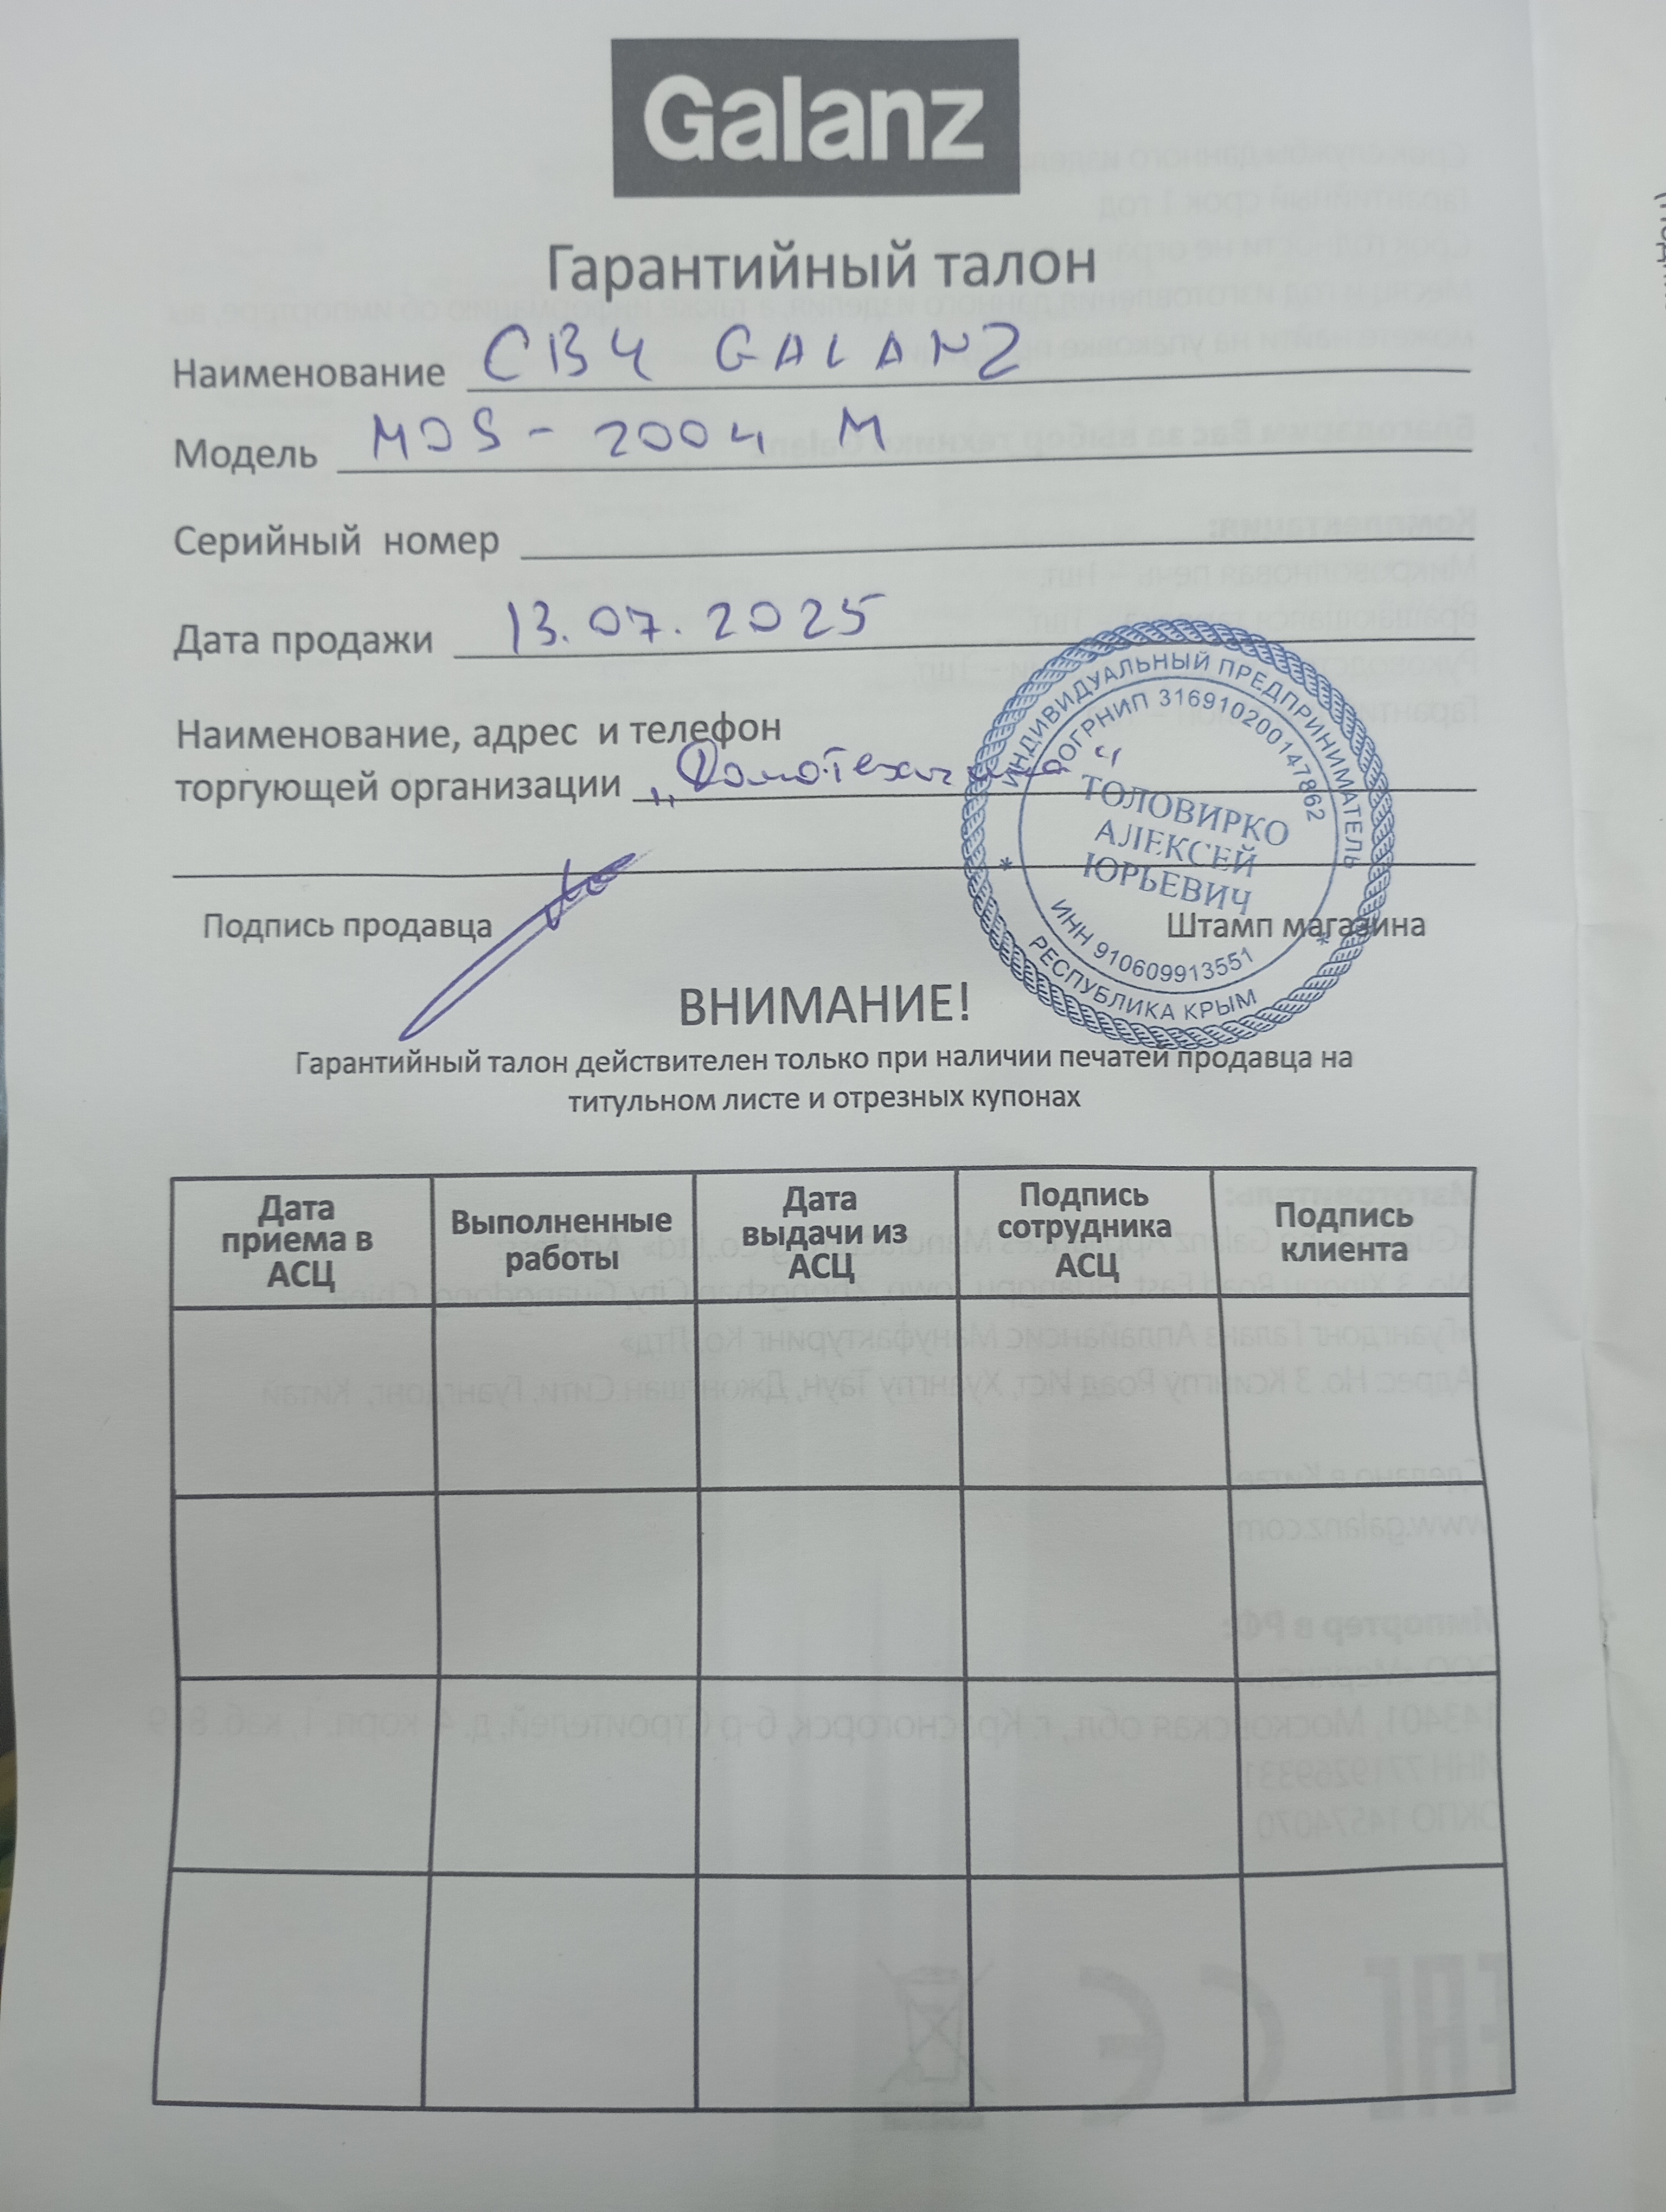 Galanz
Гарантийный талон
Наименование СВЧ GALANZ
Модель MOS-2004 M
Серийный номер
Дата продажи 13.07.2025
Наименование, адрес и телефон
торгующей организации „Домотехника“
ИНДИВИДУАЛЬНЫЙ ПРЕДПРИНИМАТЕЛЬ
ОГРНИП 316910200147862
ТОЛОВИРКО
АЛЕКСЕЙ
ЮРЬЕВИЧ
ИНН 910609913551
РЕСПУБЛИКА КРЫМ
Подпись продавца Штамп магазина
ВНИМАНИЕ!
Гарантийный талон действителен только при наличии печатей продавца на
титульном листе и отрезных купонах
Дата приема в АСЦ Выполненные работы Дата выдачи из АСЦ Подпись сотрудника АСЦ Подпись клиента